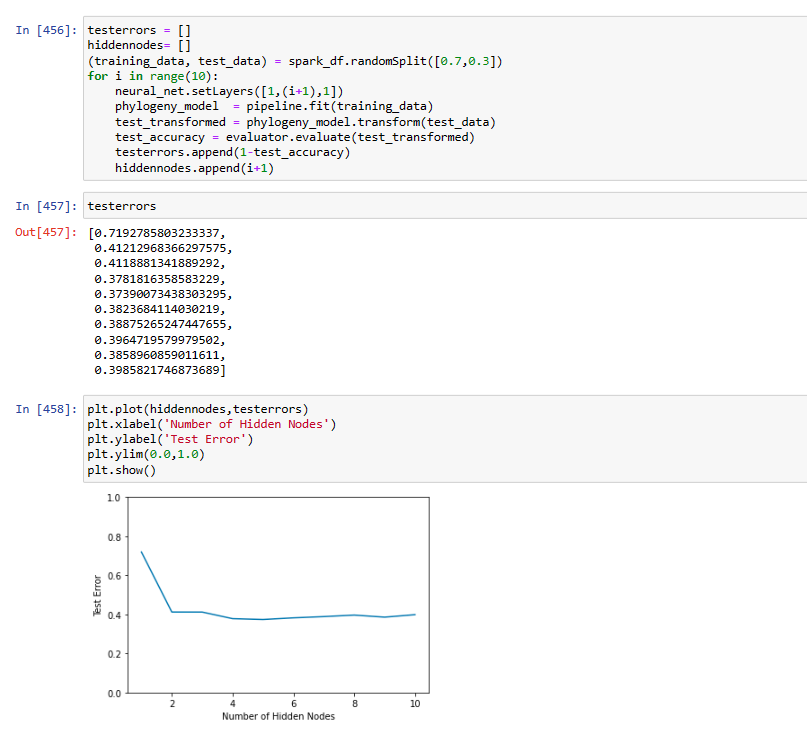 In [456]: testerrors = []
hiddennodes= []
(training_data, test_data) = spark_df.randomSplit([0.7,0.3])
for i in range(10):
    neural_net.setLayers([1,(i+1),1])
    phylogeny_model  = pipeline.fit(training_data)
    test_transformed = phylogeny_model.transform(test_data)
    test_accuracy = evaluator.evaluate(test_transformed)
    testerrors.append(1-test_accuracy)
    hiddennodes.append(i+1)
In [457]: testerrors
Out[457]: [0.7192785803233337,
0.41212968366297575,
0.4118881341889292,
0.3781816358583229,
0.37390073438303295,
0.3823684114030219,
0.38875265247447655,
0.3964719579979502,
0.3858960859011611,
0.3985821746873689]
In [458]: plt.plot(hiddennodes,testerrors)
plt.xlabel('Number of Hidden Nodes')
plt.ylabel('Test Error')
plt.ylim(0.0,1.0)
plt.show()
1.0
0.8
0.6
0.4
0.2
0.0
Test Error
2 4 6 8 10
Number of Hidden Nodes